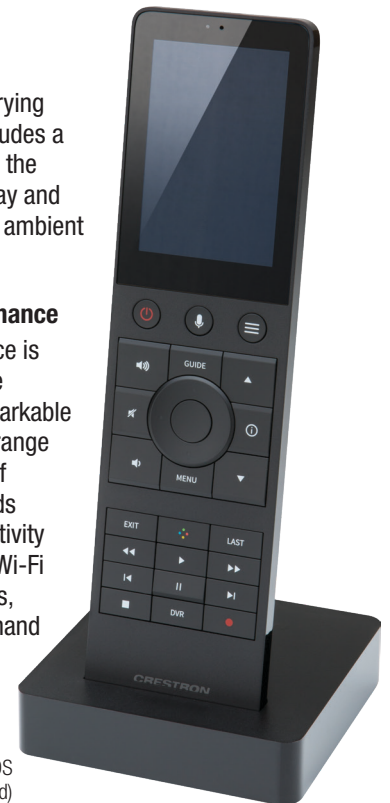 rying
udes a
the
ay and
ambient
nance
ce is
e
arkable
range
f
ds
tivity
Wi-Fi
s,
nand
OS
d)
GUIDE
MENU
EXIT
LAST
DVR
CRESTRON